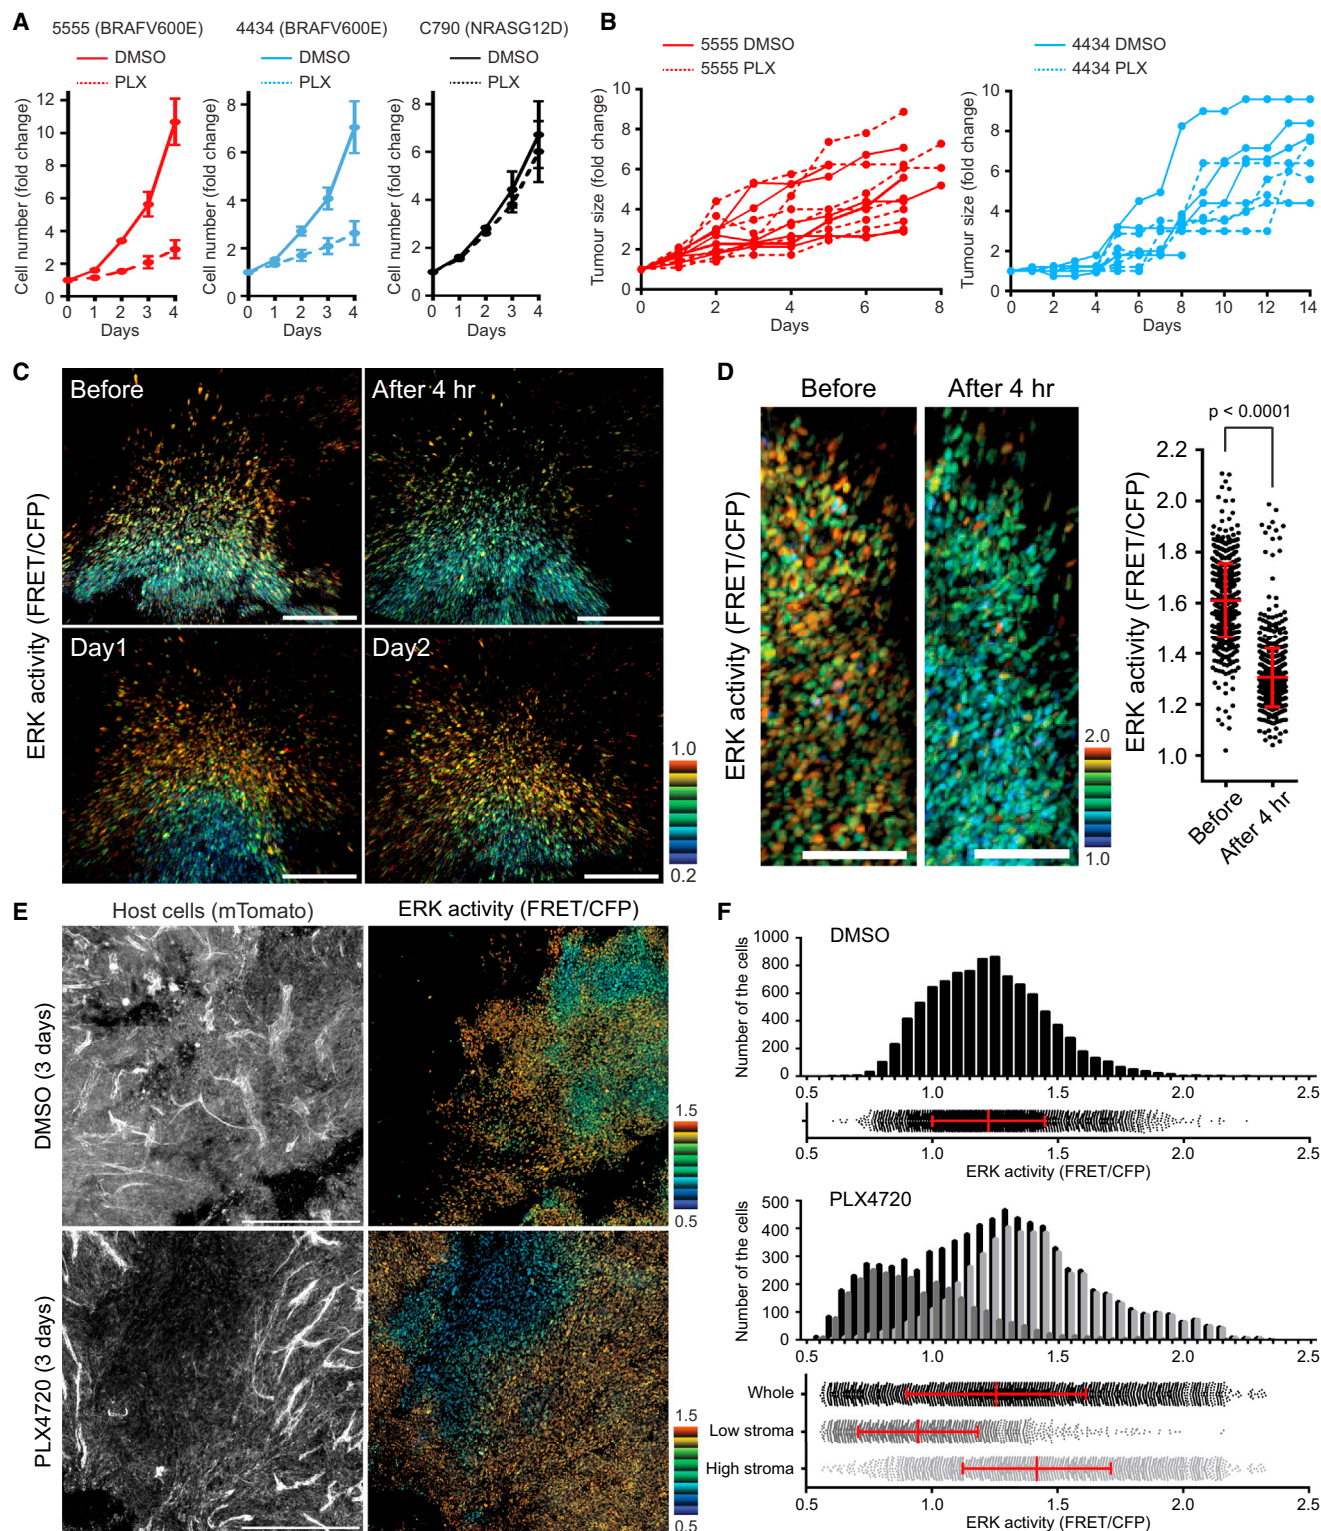 A
5555 (BRAFV600E)
DMSO
PLX
4434 (BRAFV600E)
DMSO
PLX
C790 (NRASG12D)
DMSO
PLX
Cell number (fold change)
12
10
8
6
4
2
0
0 1 2 3 4
Days
Cell number (fold change)
8
6
4
2
0
0 1 2 3 4
Days
Cell number (fold change)
8
6
4
2
0
0 1 2 3 4
Days
B
5555 DMSO
5555 PLX
Tumour size (fold change)
10
8
6
4
2
0
0 2 4 6 8
Days
4434 DMSO
4434 PLX
Tumour size (fold change)
10
8
6
4
2
0
0 2 4 6 8 10 12 14
Days
C
ERK activity (FRET/CFP)
Before
After 4 hr
Day1
Day2
1.0
0.2
D
ERK activity (FRET/CFP)
Before
After 4 hr
2.0
1.0
p < 0.0001
ERK activity (FRET/CFP)
2.2
2.0
1.8
1.6
1.4
1.2
1.0
Before
After 4 hr
E
Host cells (mTomato)
ERK activity (FRET/CFP)
DMSO (3 days)
1.5
0.5
PLX4720 (3 days)
1.5
0.5
F
DMSO
Number of the cells
1000
800
600
400
200
0
0.5 1.0 1.5 2.0 2.5
0.5 1.0 1.5 2.0 2.5
ERK activity (FRET/CFP)
PLX4720
Number of the cells
500
400
300
200
100
0
0.5 1.0 1.5 2.0 2.5
Whole
Low stroma
High stroma
0.5 1.0 1.5 2.0 2.5
ERK activity (FRET/CFP)